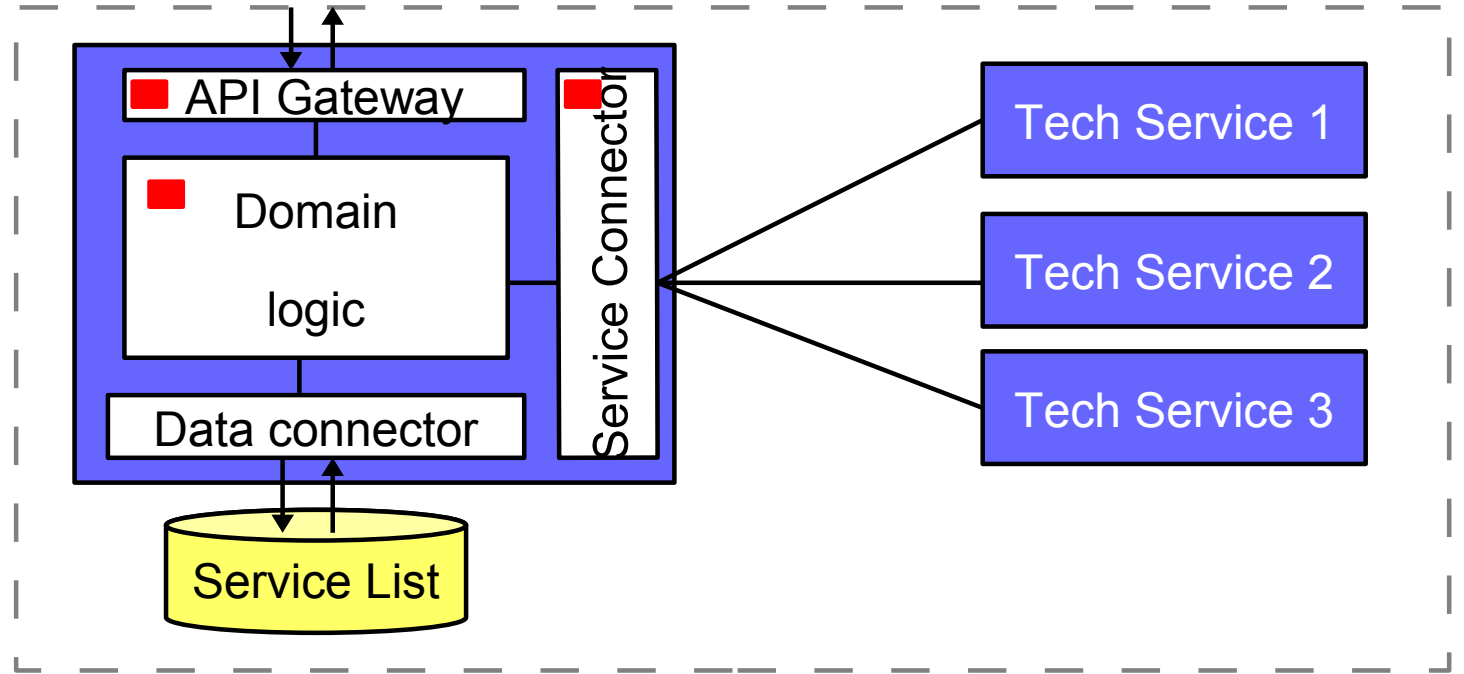 API Gateway
Service Connector
Domain
logic
Data connector
Service List
Tech Service 1
Tech Service 2
Tech Service 3